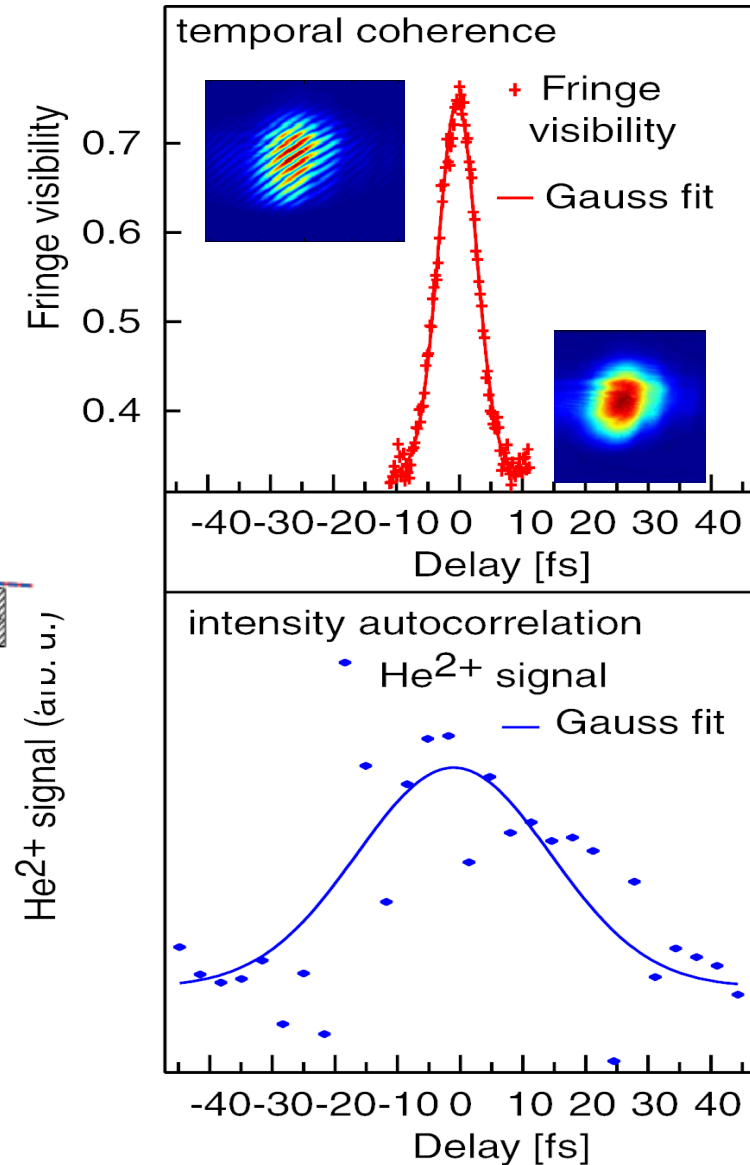 temporal coherence
Fringe visibility
Fringe
visibility
Gauss fit
0.7
0.6
0.5
0.4
-40-30-20-10 0 10 20 30 40
Delay [fs]
intensity autocorrelation
He2+ signal
Gauss fit
He2+ signal (arb. u.)
-40-30-20-10 0 10 20 30 40
Delay [fs]